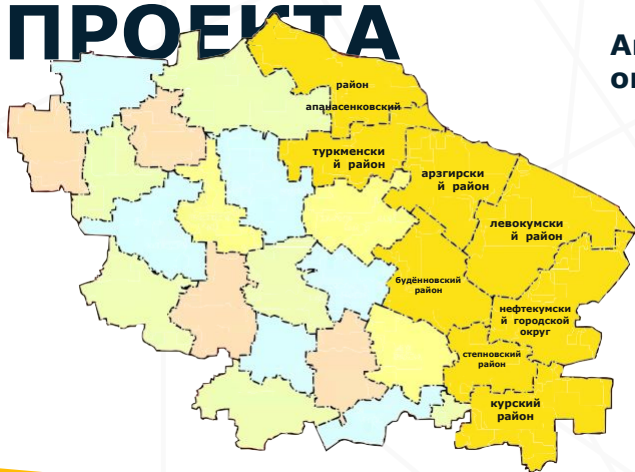 ПРОЕКТА
район
апанасенковский
туркменски
й район
арзгирски
й район
левокумски
й район
будённовский
район
нефтекумски
й городской
округ
степновский
район
курский
район